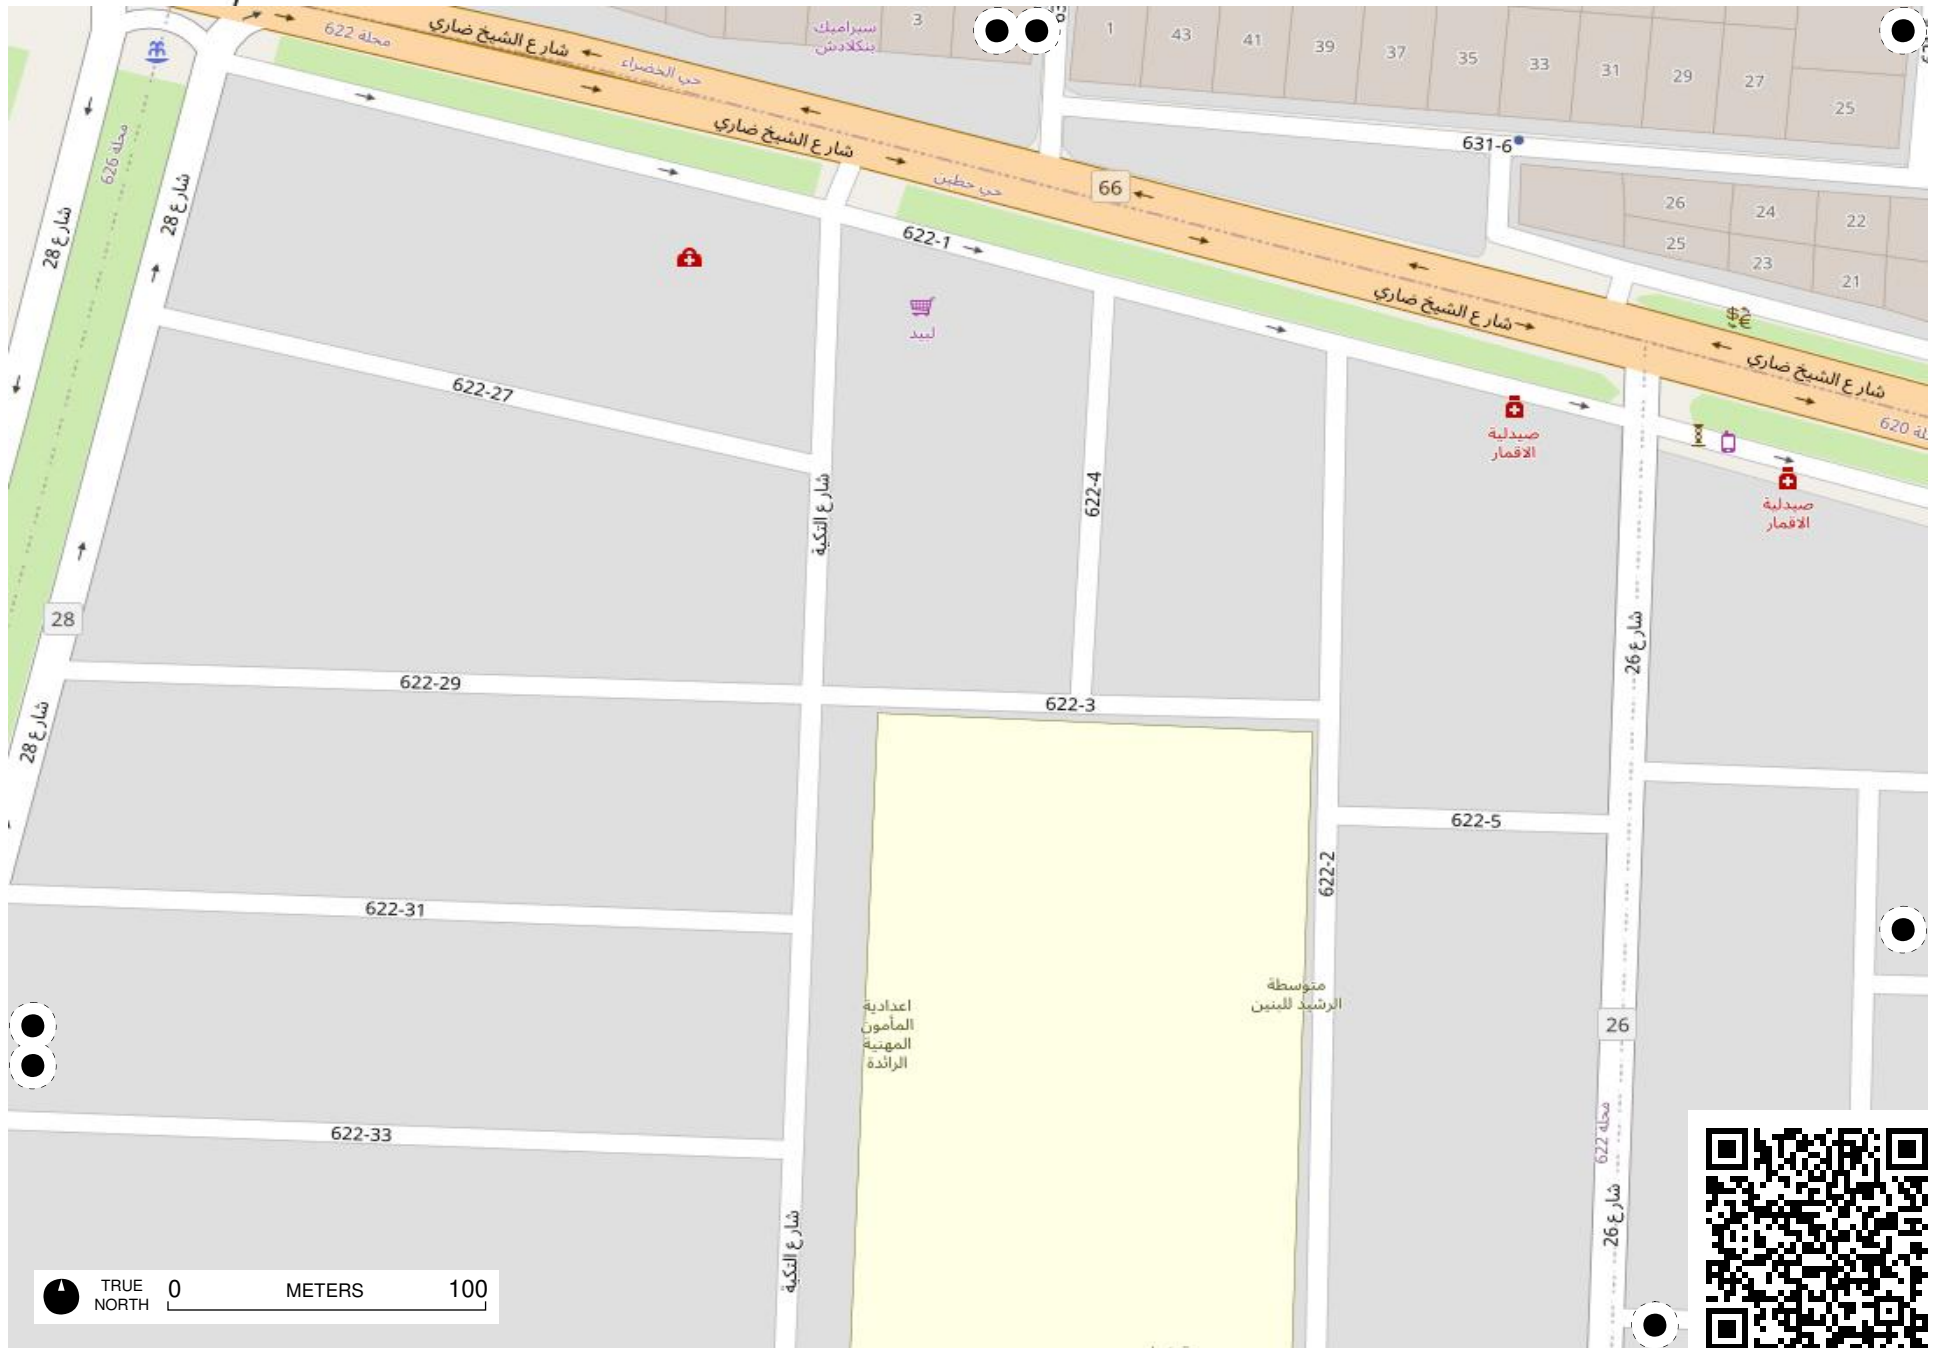 3
سيراميك
بنكلادش
1
43
41
39
37
35
33
31
29
27
25
شارع الشيخ ضاري
محلة 622
حي الخضراء
شارع الشيخ ضاري
631-6
محلة 626
حي حطين
66
شارع 28
شارع 28
26
24
22
25
23
21
622-1
لبيد
شارع الشيخ ضاري
شارع الشيخ ضاري
622-27
صيدلية
الاقمار
620
صيدلية
الاقمار
622-4
شارع التكية
28
شارع 26
622-29
622-3
شارع 28
622-5
622-2
622-31
متوسطة
الرشيد للبنين
اعدادية
المأمون
المهنية
الرائدة
26
622-33
محلة 622
شارع 26
شارع التكية
TRUE
NORTH
0 METERS 100